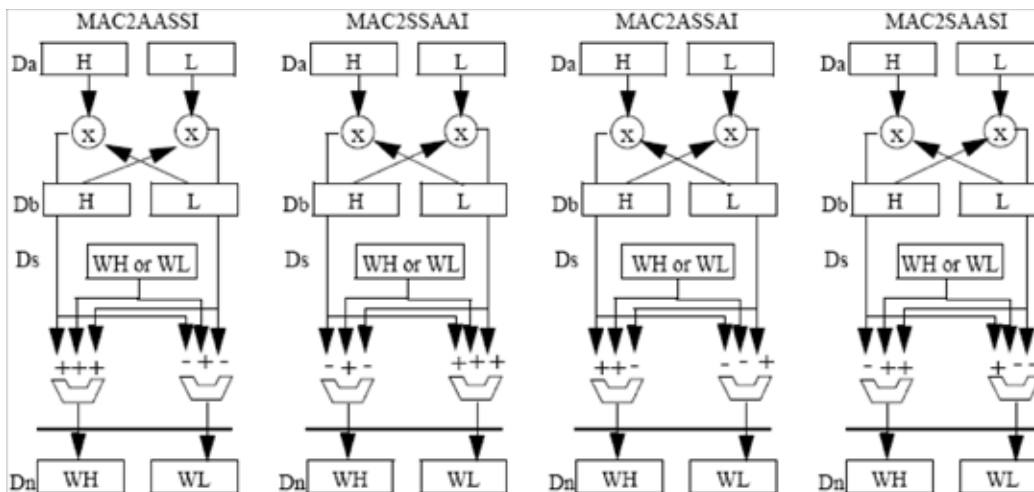 MAC2AASSI MAC2SSAAI MAC2ASSAI MAC2SAASI
Da H L Da H L Da H L Da H L
X X X X X X X X
Db H L Db H L Db H L Db H L
Ds WH or WL Ds WH or WL Ds WH or WL Ds WH or WL
+++ -+- -+- +++ ++- --+ -++ +--
Dn WH WL Dn WH WL Dn WH WL Dn WH WL